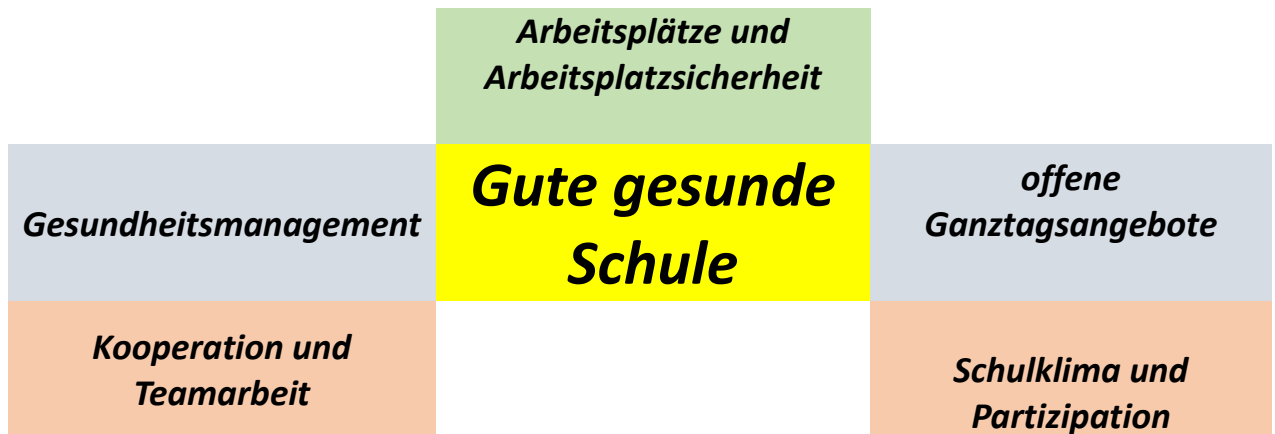 Arbeitsplätze und
Arbeitsplatzsicherheit
Gesundheitsmanagement
Gute gesunde
Schule
offene
Ganztagsangebote
Kooperation und
Teamarbeit
Schulklima und
Partizipation